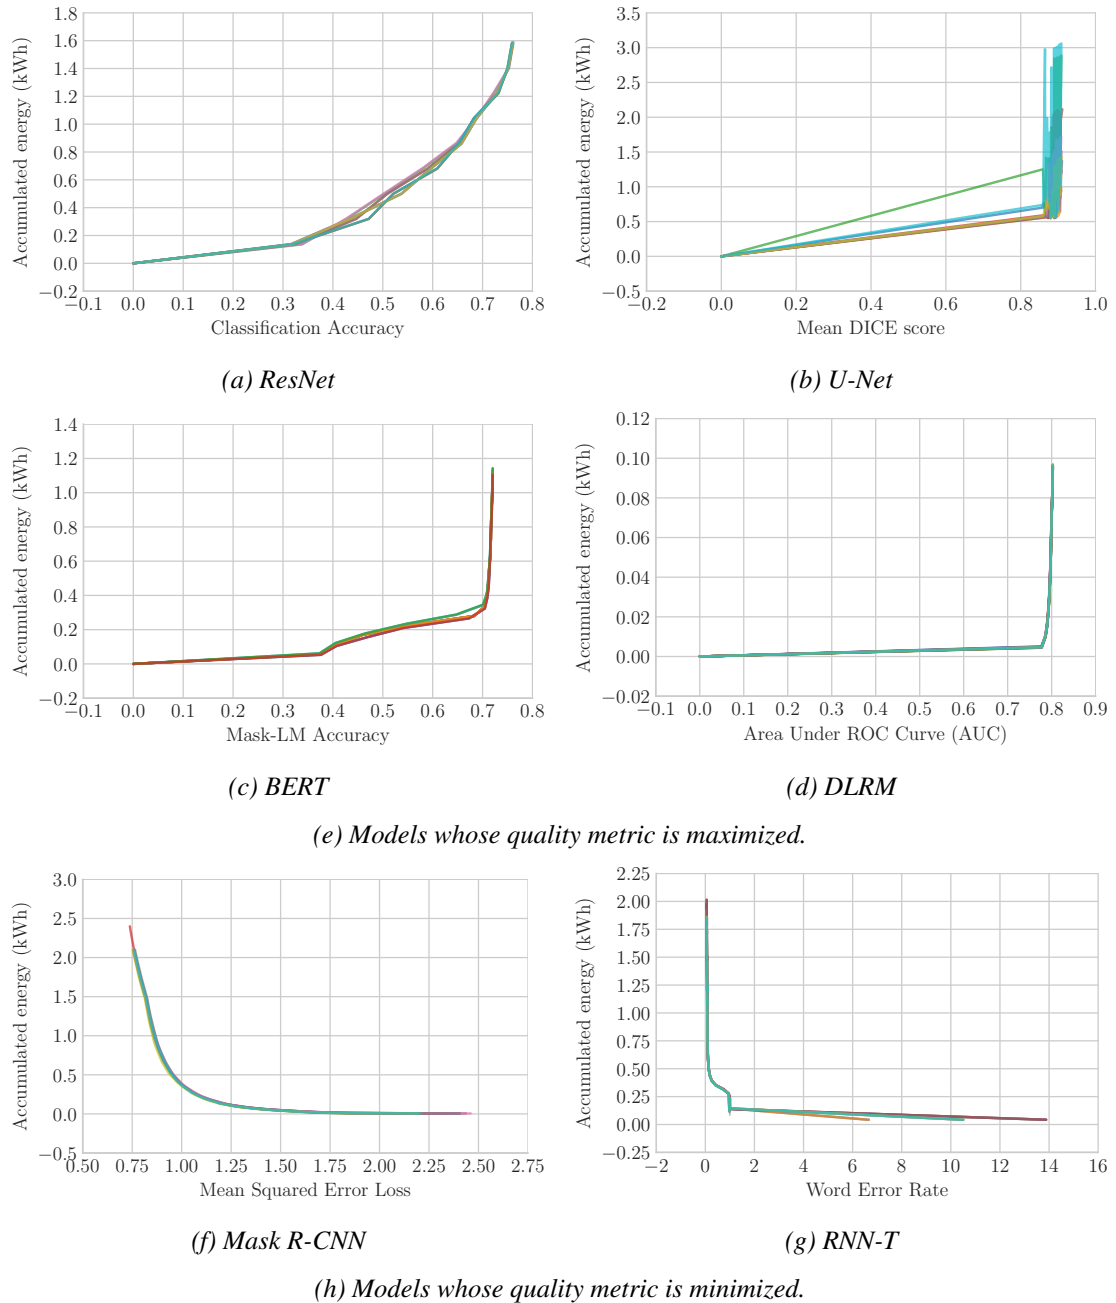 1.8
1.6
1.4
1.2
1.0
0.8
0.6
0.4
0.2
0.0
−0.2
Accumulated energy (kWh)
−0.1 0.0 0.1 0.2 0.3 0.4 0.5 0.6 0.7 0.8
Classification Accuracy
(a) ResNet
3.5
3.0
2.5
2.0
1.5
1.0
0.5
0.0
−0.5
Accumulated energy (kWh)
−0.2 0.0 0.2 0.4 0.6 0.8 1.0
Mean DICE score
(b) U-Net
1.4
1.2
1.0
0.8
0.6
0.4
0.2
0.0
−0.2
Accumulated energy (kWh)
−0.1 0.0 0.1 0.2 0.3 0.4 0.5 0.6 0.7 0.8
Mask-LM Accuracy
(c) BERT
0.12
0.10
0.08
0.06
0.04
0.02
0.00
−0.02
Accumulated energy (kWh)
−0.1 0.0 0.1 0.2 0.3 0.4 0.5 0.6 0.7 0.8 0.9
Area Under ROC Curve (AUC)
(d) DLRM
(e) Models whose quality metric is maximized.
3.0
2.5
2.0
1.5
1.0
0.5
0.0
−0.5
Accumulated energy (kWh)
0.50 0.75 1.00 1.25 1.50 1.75 2.00 2.25 2.50 2.75
Mean Squared Error Loss
(f) Mask R-CNN
2.25
2.00
1.75
1.50
1.25
1.00
0.75
0.50
0.25
0.00
−0.25
Accumulated energy (kWh)
−2 0 2 4 6 8 10 12 14 16
Word Error Rate
(g) RNN-T
(h) Models whose quality metric is minimized.